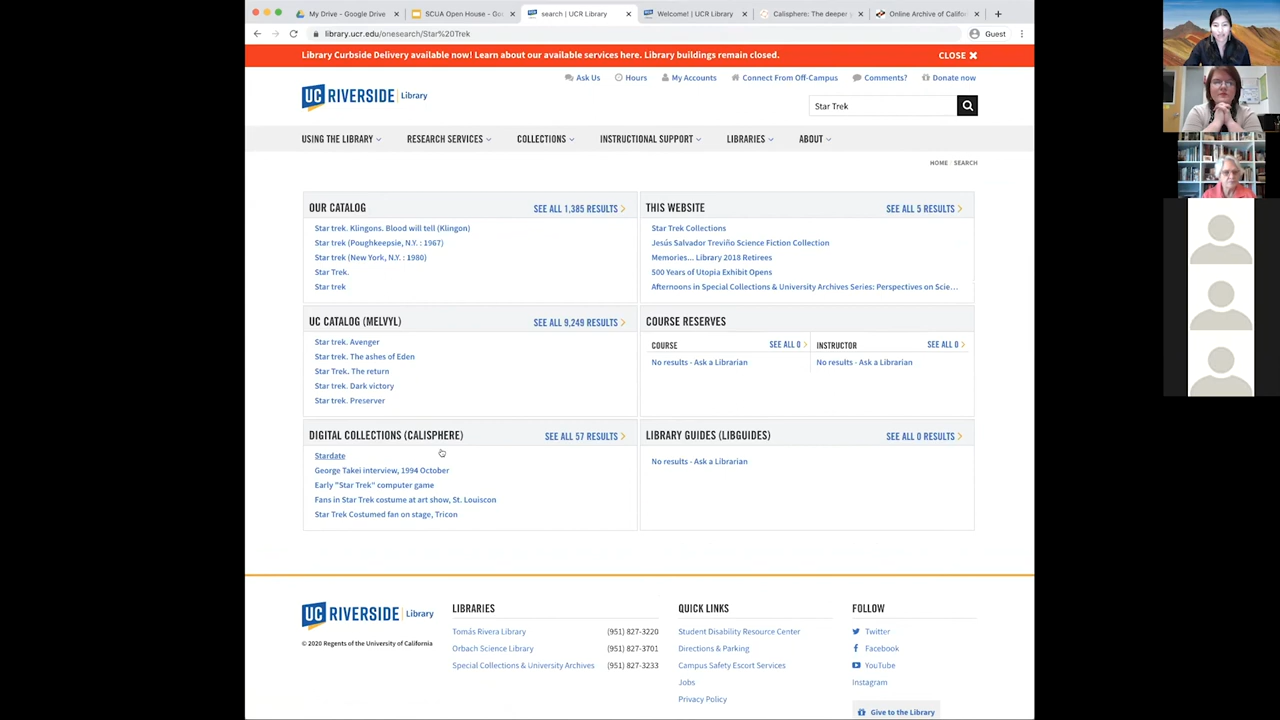 My Drive - Google Drive
SCUA Open House - Goo
search | UCR Library
Welcome! | UCR Library
Calisphere: The deeper
Online Archive of Califo
library.ucr.edu/onesearch/Star%20Trek
Guest
Library Curbside Delivery available now! Learn about our available services here. Library buildings remain closed.
CLOSE
Ask Us
Hours
My Accounts
Connect From Off-Campus
Comments?
Donate now
UC RIVERSIDE Library
Star Trek
USING THE LIBRARY
RESEARCH SERVICES
COLLECTIONS
INSTRUCTIONAL SUPPORT
LIBRARIES
ABOUT
HOME / SEARCH
OUR CATALOG
SEE ALL 1,385 RESULTS
Star trek. Klingons. Blood will tell (Klingon)
Star trek (Poughkeepsie, N.Y. : 1967)
Star trek (New York, N.Y. : 1980)
Star Trek.
Star trek
THIS WEBSITE
SEE ALL 5 RESULTS
Star Trek Collections
Jesús Salvador Treviño Science Fiction Collection
Memories... Library 2018 Retirees
500 Years of Utopia Exhibit Opens
Afternoons in Special Collections & University Archives Series: Perspectives on Scie...
UC CATALOG (MELVYL)
SEE ALL 9,249 RESULTS
Star trek. Avenger
Star trek. The ashes of Eden
Star Trek. The return
Star trek. Dark victory
Star trek. Preserver
COURSE RESERVES
COURSE
SEE ALL 0
No results - Ask a Librarian
INSTRUCTOR
SEE ALL 0
No results - Ask a Librarian
DIGITAL COLLECTIONS (CALISPHERE)
SEE ALL 57 RESULTS
Stardate
George Takei interview, 1994 October
Early "Star Trek" computer game
Fans in Star Trek costume at art show, St. Louiscon
Star Trek Costumed fan on stage, Tricon
LIBRARY GUIDES (LIBGUIDES)
SEE ALL 0 RESULTS
No results - Ask a Librarian
UC RIVERSIDE Library
© 2020 Regents of the University of California
LIBRARIES
Tomás Rivera Library (951) 827-3220
Orbach Science Library (951) 827-3701
Special Collections & University Archives (951) 827-3233
QUICK LINKS
Student Disability Resource Center
Directions & Parking
Campus Safety Escort Services
Jobs
Privacy Policy
FOLLOW
Twitter
Facebook
YouTube
Instagram
Give to the Library